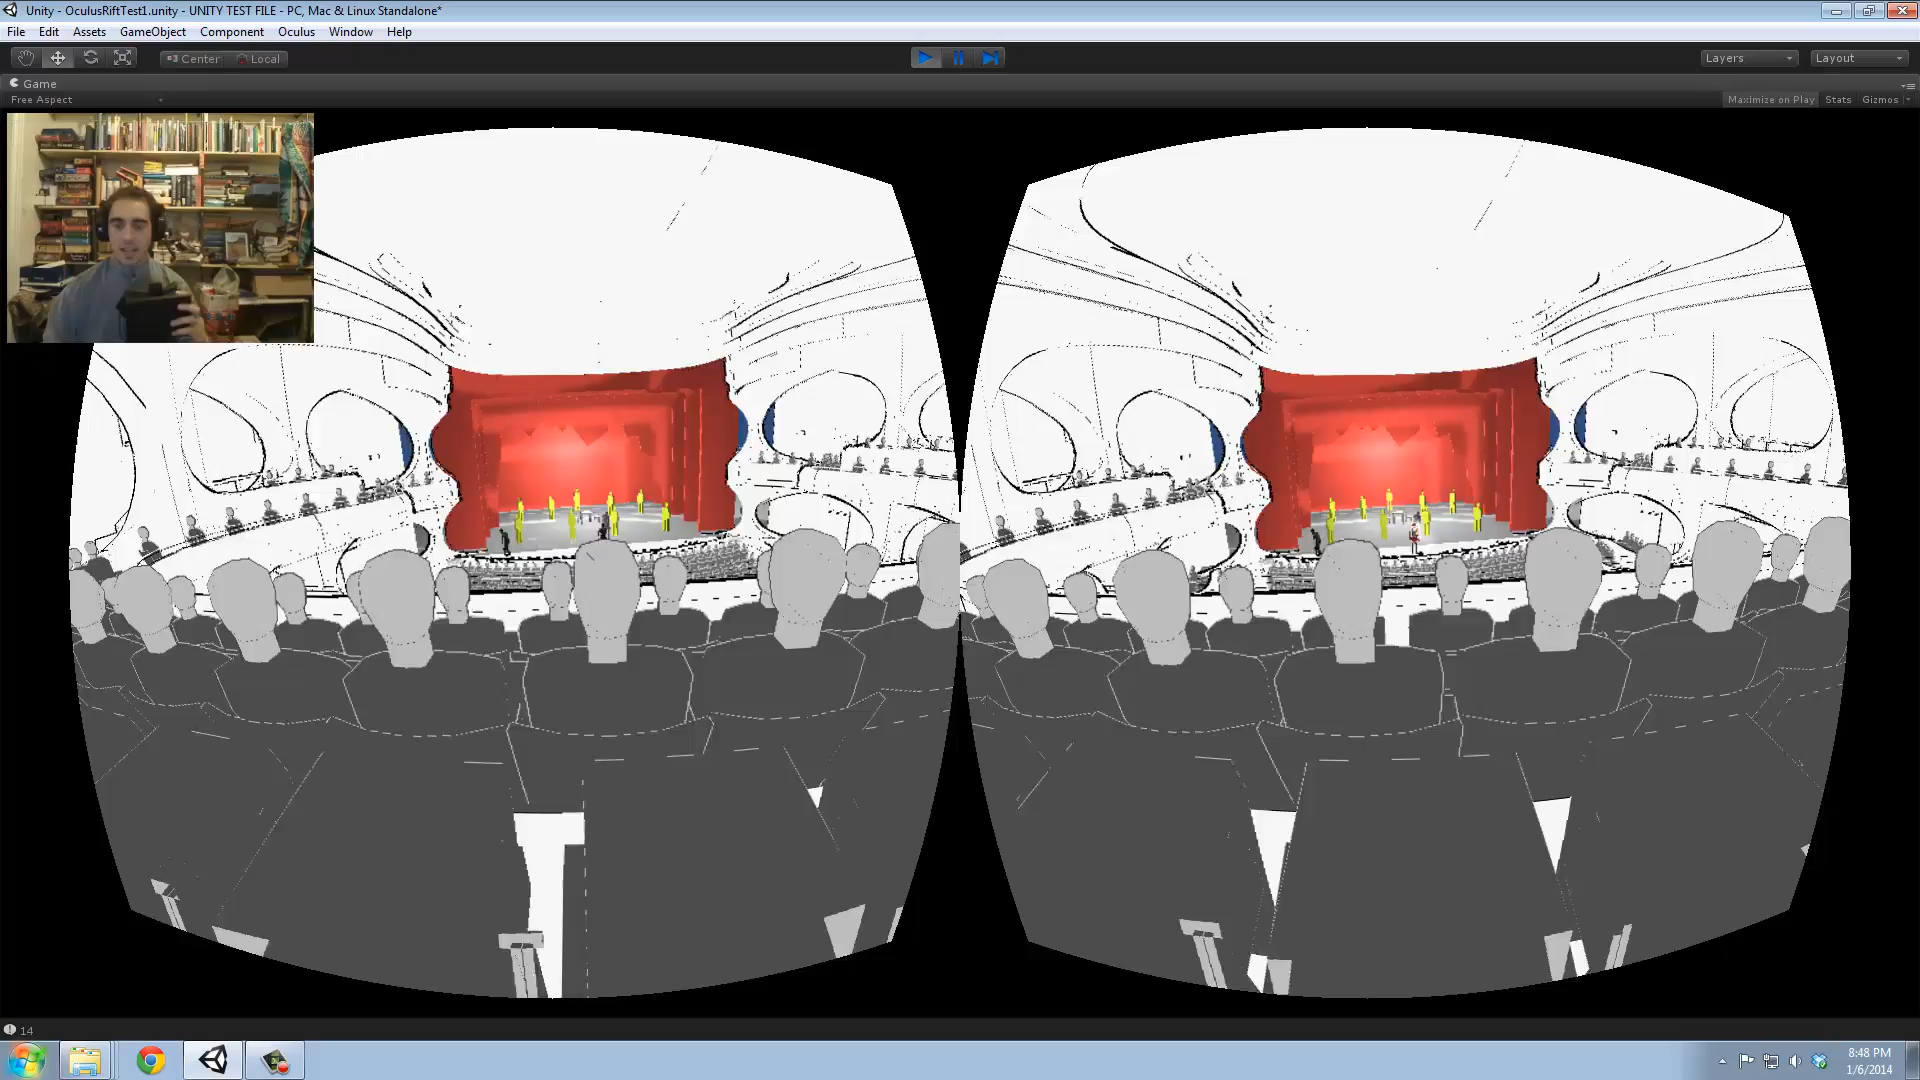 Unity - OculusRiftTest1.unity - UNITY TEST FILE - PC, Mac & Linux Standalone*
File Edit Assets GameObject Component Oculus Window Help
Center Local Layers Layout
Game
Free Aspect Maximize on Play Stats Gizmos
14
8:48 PM
1/6/2014